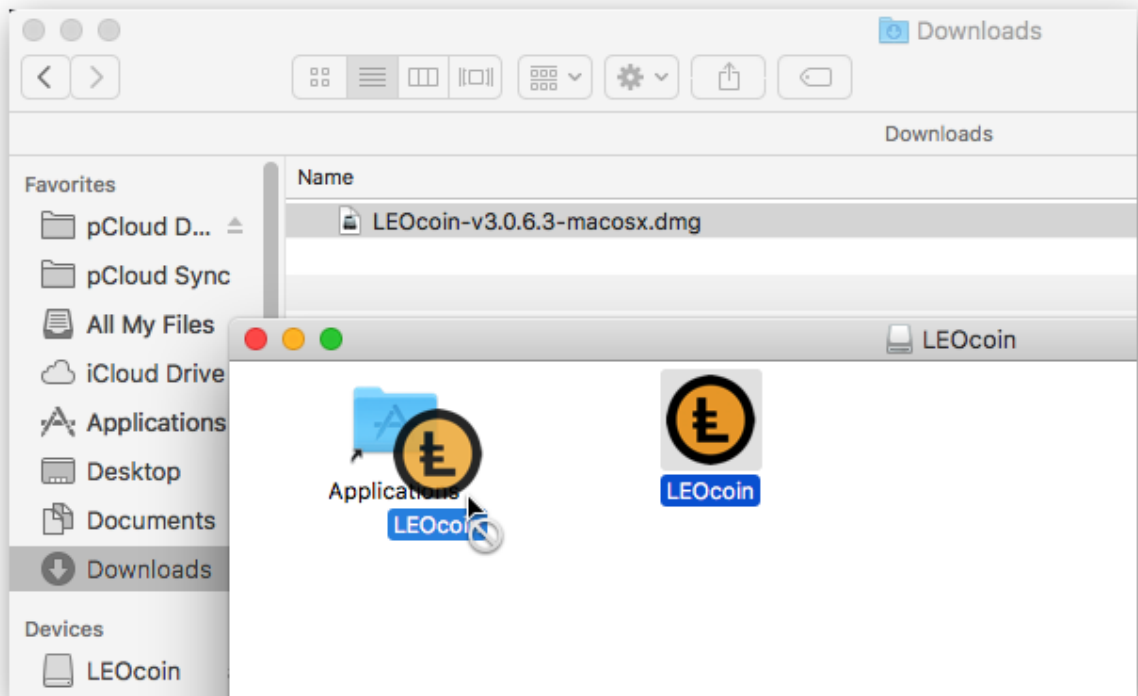 Downloads
Downloads
Favorites
Name
pCloud D...
LEOcoin-v3.0.6.3-macosx.dmg
pCloud Sync
All My Files
LEOcoin
iCloud Drive
Applications
Desktop
Applications
LEOcoin
Documents
LEOcoin
Downloads
Devices
LEOcoin